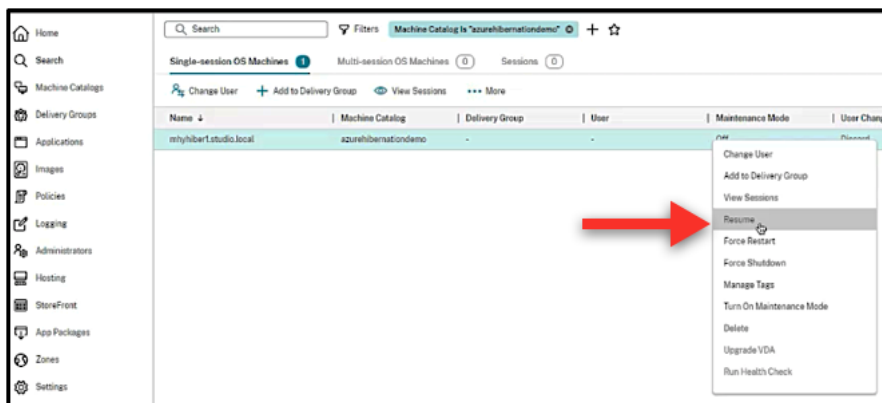 Home
Search
Machine Catalogs
Delivery Groups
Applications
Images
Policies
Logging
Administrators
Hosting
StoreFront
App Packages
Zones
Settings
Search
Filters
Machine Catalog Is "azurehibernationdemo"
Single-session OS Machines 1
Multi-session OS Machines 0
Sessions 0
Change User
Add to Delivery Group
View Sessions
More
Name Machine Catalog Delivery Group User Maintenance Mode User Chang
mhyhiber1.studio.local azurehibernationdemo - - Off Discard
Change User
Add to Delivery Group
View Sessions
Resume
Force Restart
Force Shutdown
Manage Tags
Turn On Maintenance Mode
Delete
Upgrade VDA
Run Health Check